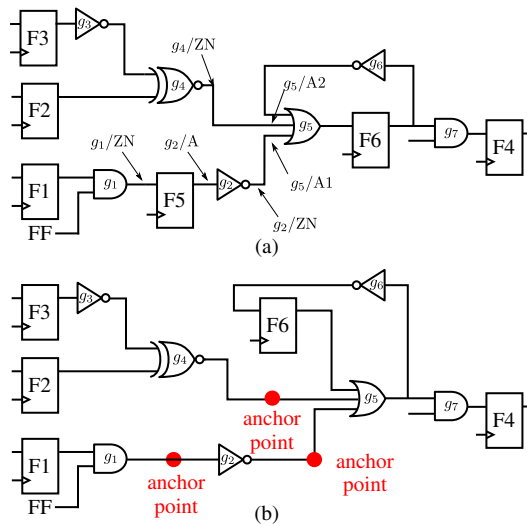 F3
g3
g4/ZN
g4
g5/A2
g6
F2
g5
F6
g7
F4
g1/ZN
g2/A
g5/A1
F1
g1
F5
g2
FF
g2/ZN
(a)
F3
g3
g6
F6
F2
g4
g5
g7
F4
anchor
point
F1
g1
g2
anchor
point
FF
anchor
point
(b)